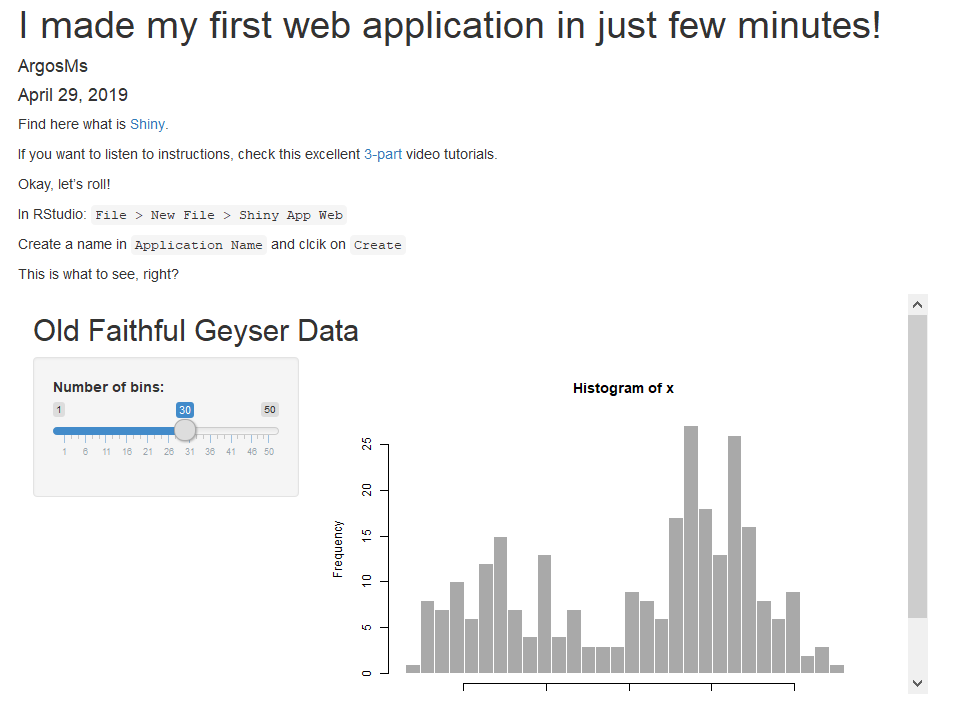 I made my first web application in just few minutes!
ArgosMs
April 29, 2019
Find here what is Shiny.
If you want to listen to instructions, check this excellent 3-part video tutorials.
Okay, let's roll!
In RStudio: File > New File > Shiny App Web
Create a name in Application Name and clcik on Create
This is what to see, right?
Old Faithful Geyser Data
Number of bins:
1 30 50
1 6 11 16 21 26 31 36 41 46 50
Histogram of x
Frequency
25
20
15
10
5
0